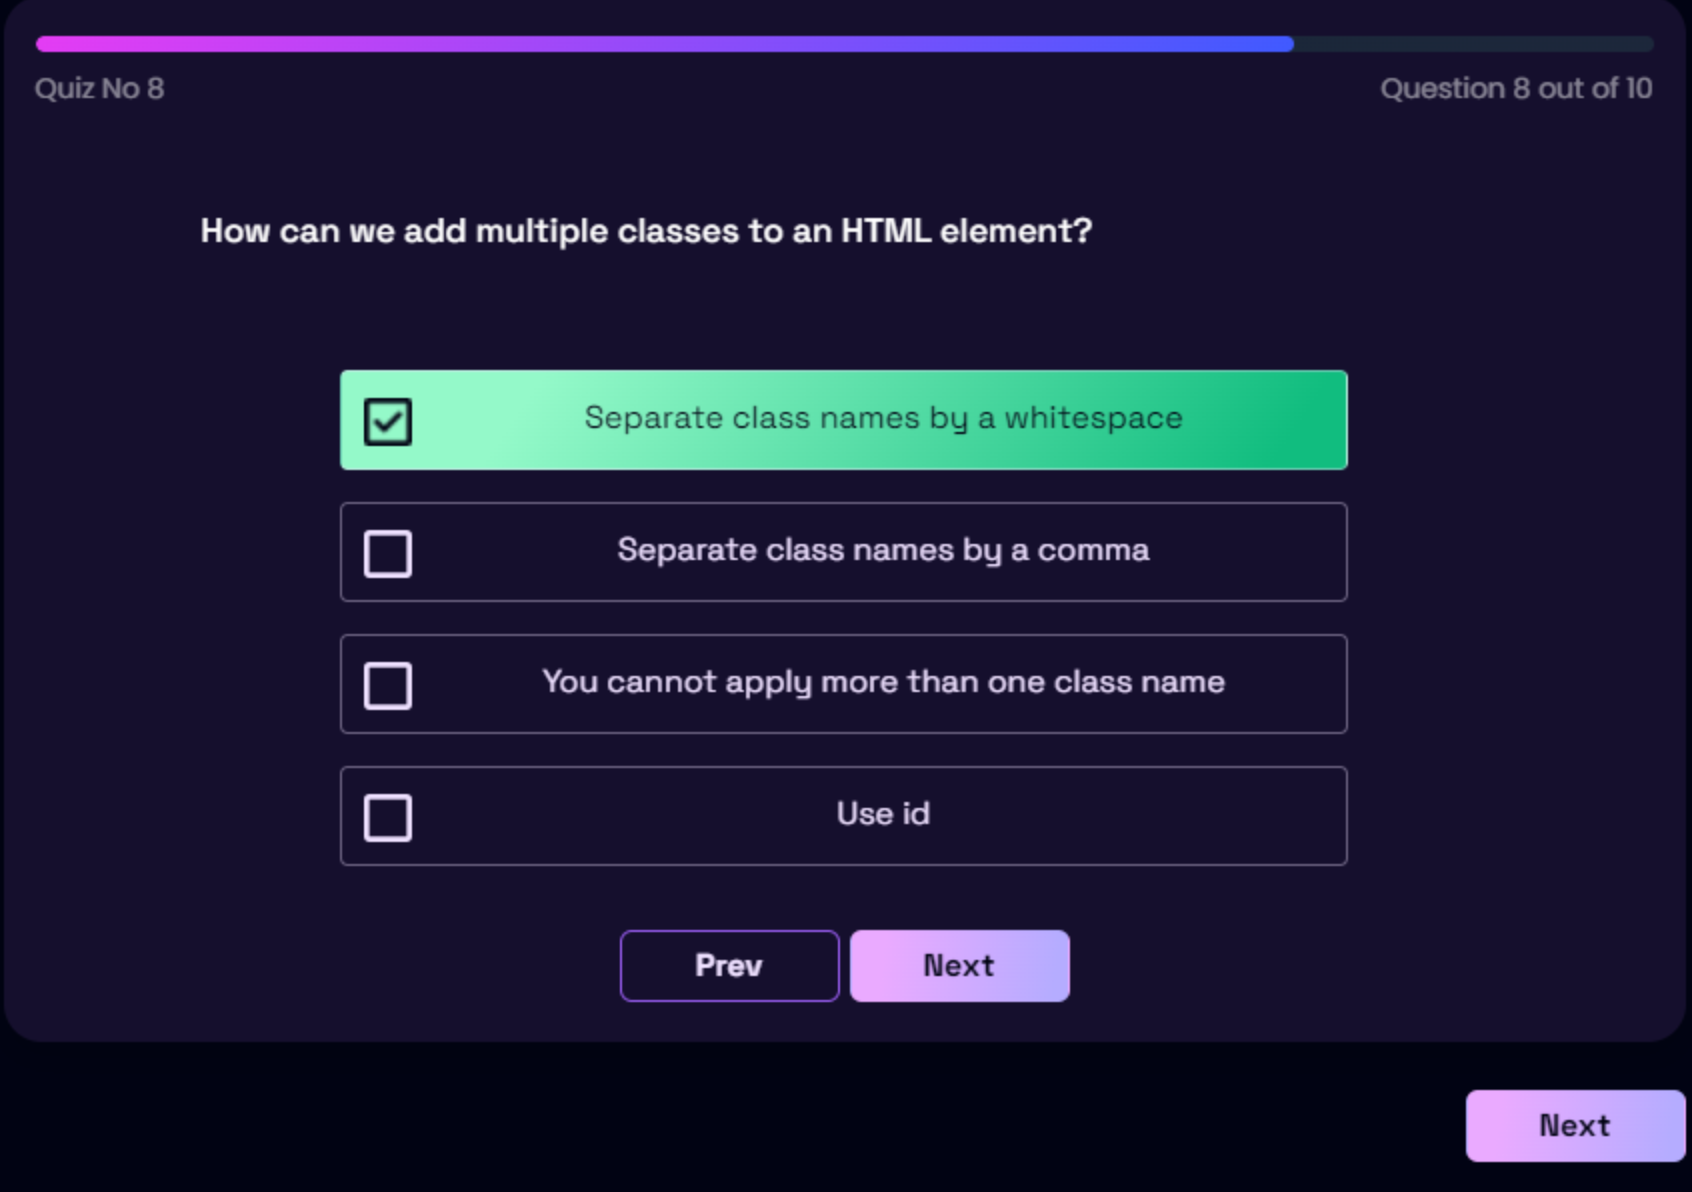 Quiz No 8
Question 8 out of 10
How can we add multiple classes to an HTML element?
Separate class names by a whitespace
Separate class names by a comma
You cannot apply more than one class name
Use id
Prev
Next
Next